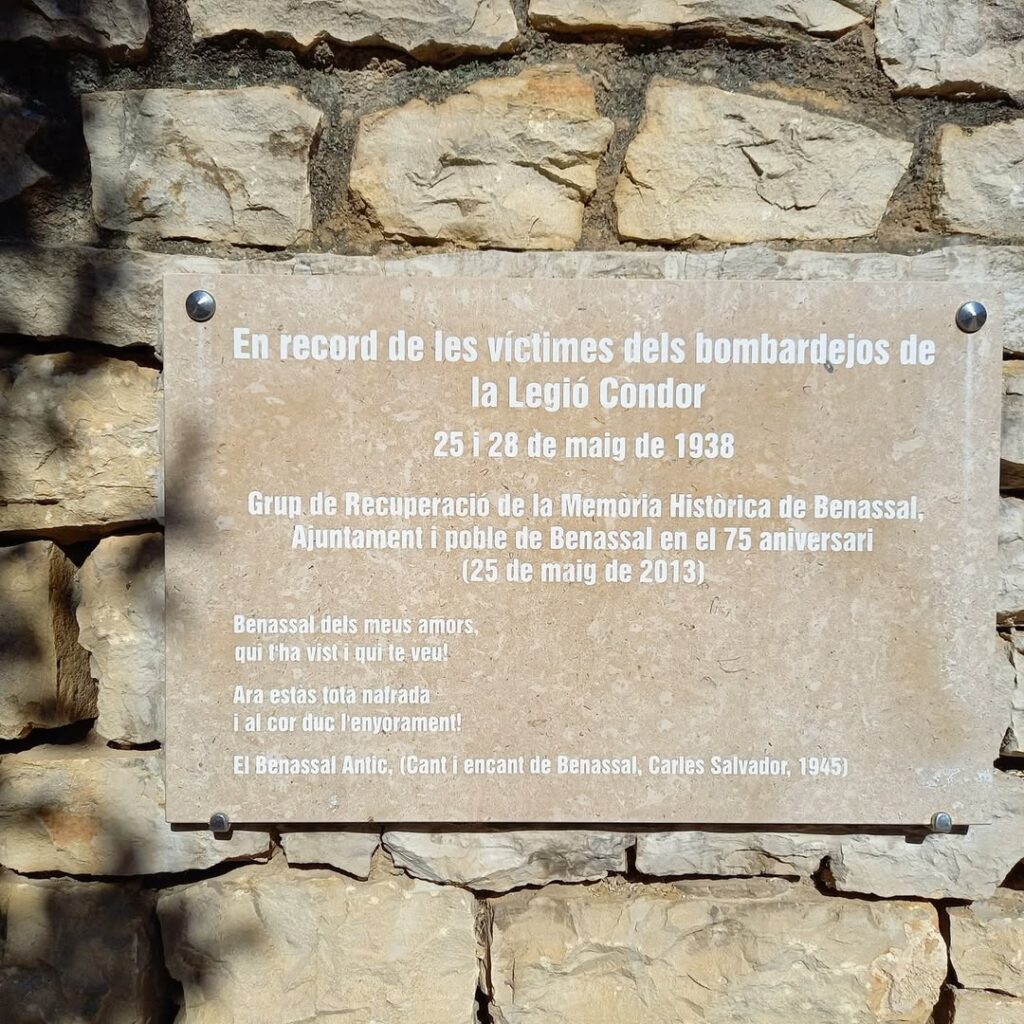 En record de les víctimes dels bombardejos de
la Legió Còndor
25 i 28 de maig de 1938
Grup de Recuperació de la Memòria Històrica de Benassal,
Ajuntament i poble de Benassal en el 75 aniversari
(25 de maig de 2013)
Benassal dels meus amors,
qui t'ha vist i qui te veu!
Ara estàs tota nafrada
i al cor duc l'enyorament!
El Benassal Antic, (Cant i encant de Benassal, Carles Salvador, 1945)